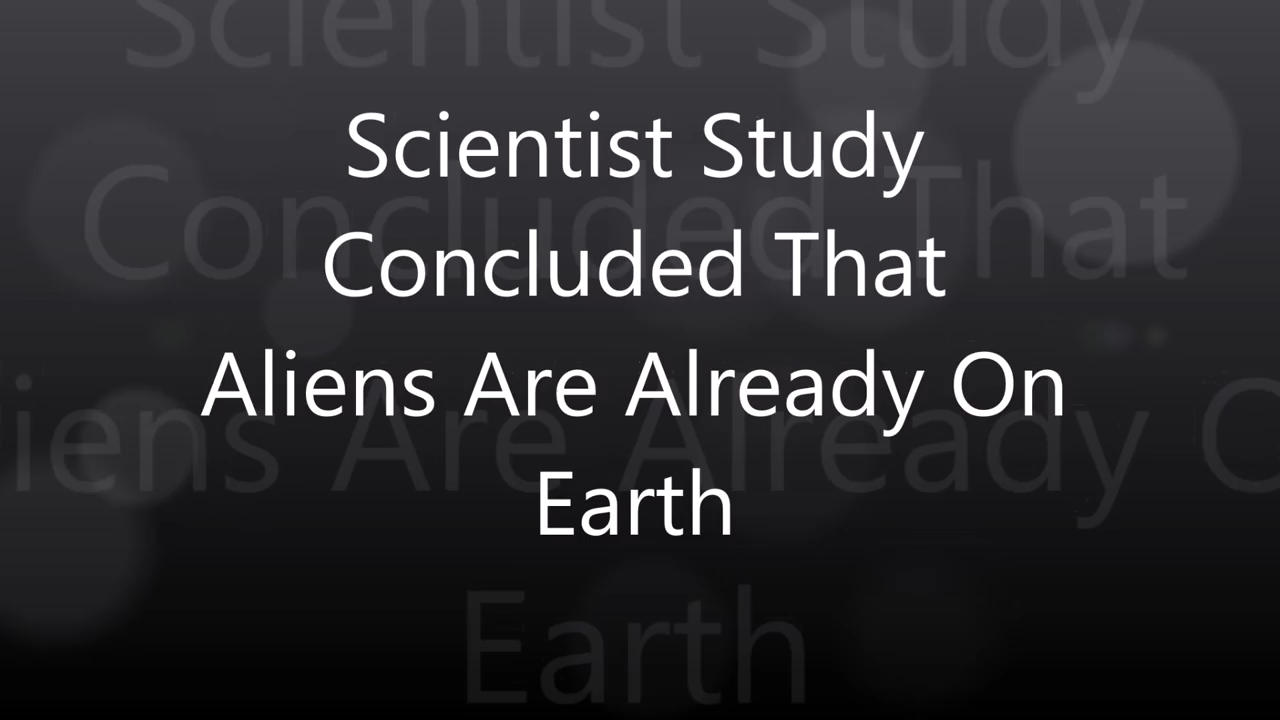 Scientist Study
Concluded That
Aliens Are Already On
Earth